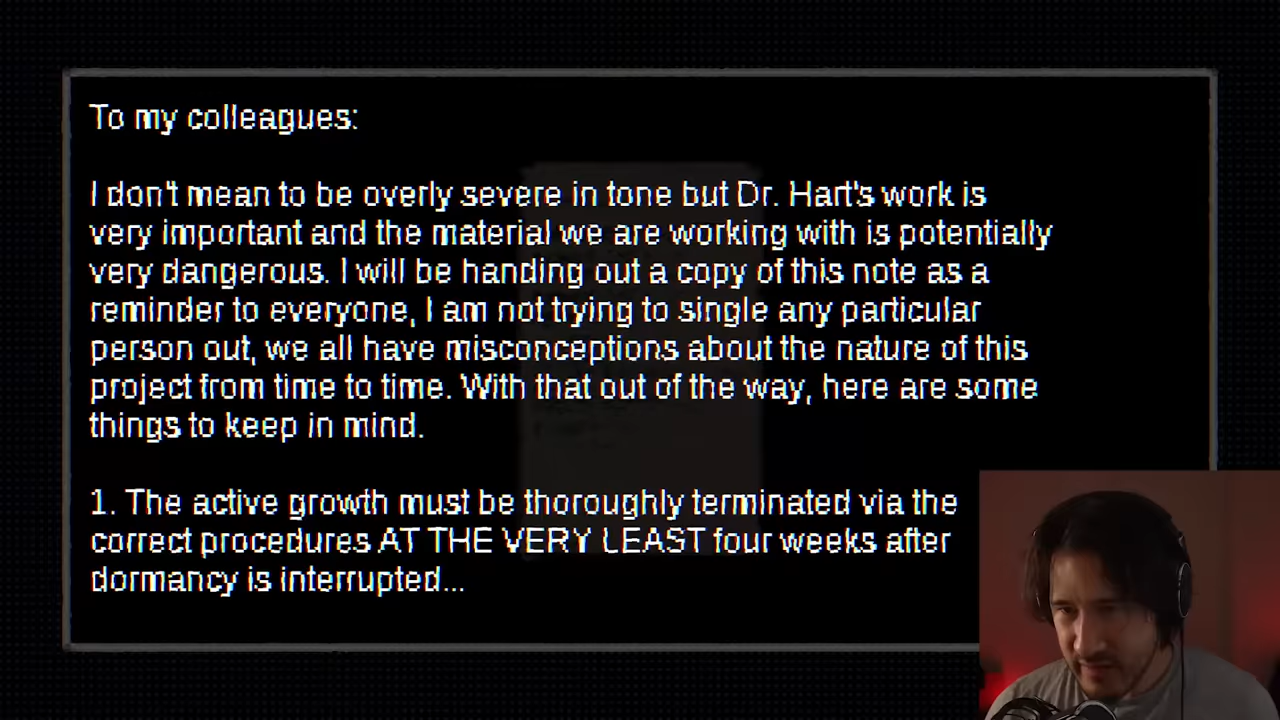 To my colleagues:
I don't mean to be overly severe in tone but Dr. Hart's work is
very important and the material we are working with is potentially
very dangerous. I will be handing out a copy of this note as a
reminder to everyone, I am not trying to single any particular
person out, we all have misconceptions about the nature of this
project from time to time. With that out of the way, here are some
things to keep in mind.
1. The active growth must be thoroughly terminated via the
correct procedures AT THE VERY LEAST four weeks after
dormancy is interrupted...